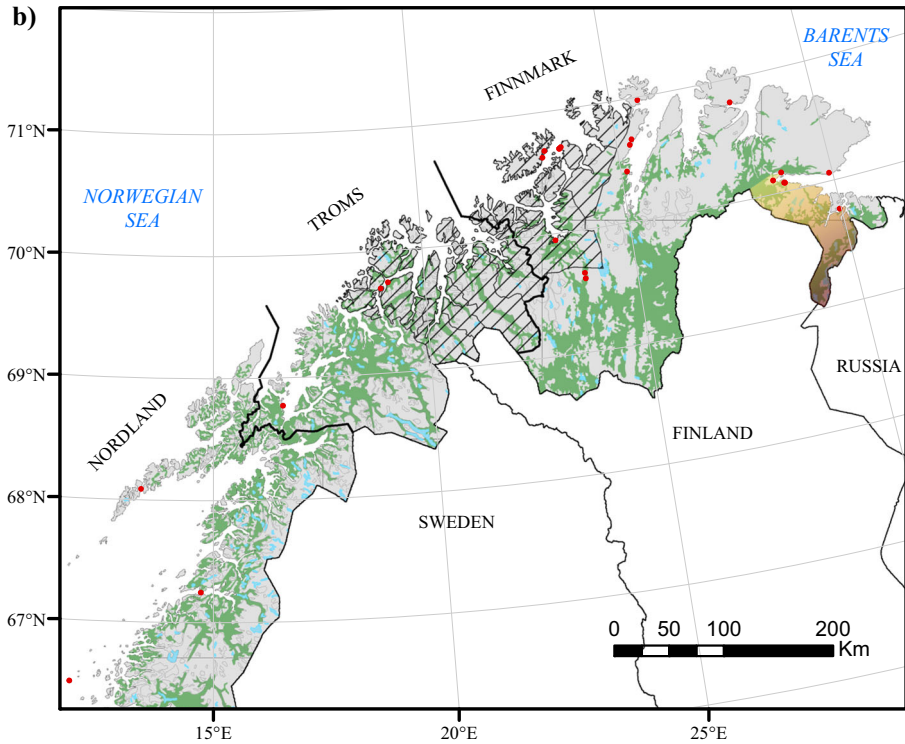 b)
BARENTS
SEA
FINNMARK
71°N
NORWEGIAN
SEA
TROMS
70°N
69°N
RUSSIA
NORDLAND
FINLAND
68°N
SWEDEN
67°N
0 50 100 200
Km
15°E 20°E 25°E